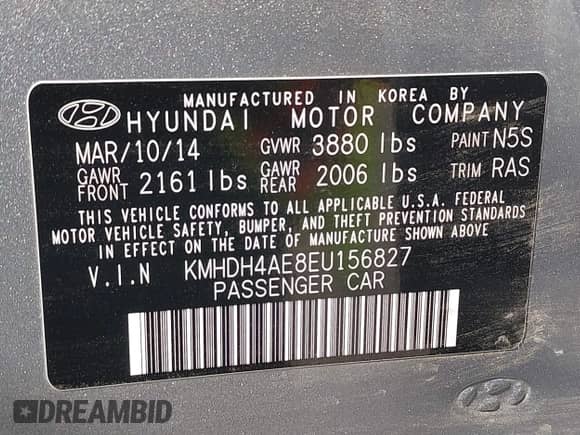 MANUFACTURED IN KOREA BY
HYUNDAI MOTOR COMPANY
MAR/10/14 GVWR 3880 lbs PAINT N5S
GAWR FRONT 2161 lbs GAWR REAR 2006 lbs TRIM RAS
THIS VEHICLE CONFORMS TO ALL APPLICABLE U.S.A. FEDERAL
MOTOR VEHICLE SAFETY, BUMPER, AND THEFT PREVENTION STANDARDS
IN EFFECT ON THE DATE OF MANUFACTURE SHOWN ABOVE.
V.I.N KMHDH4AE8EU156827
PASSENGER CAR
DREAMBID